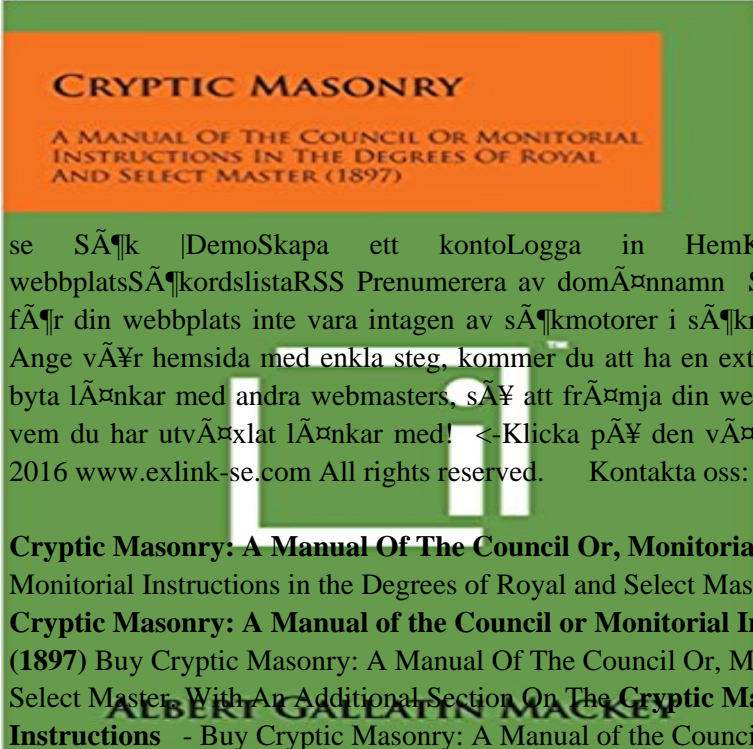 CRYPTIC MASONRY
A MANUAL OF THE COUNCIL OR MONITORIAL
INSTRUCTIONS IN THE DEGREES OF ROYAL
AND SELECT MASTER (1897)
se SÃ¶k |DemoSkapa ett kontoLogga in HemK
webbplatsSÃ¶kordslistaRSS Prenumerera av domÃ¤nnamn S
fÃ¶r din webbplats inte vara intagen av sÃ¶kmotorer i sÃ¶kr
Ange vÃ¥r hemsida med enkla steg, kommer du att ha en ext
byta lÃ¤nkar med andra webmasters, sÃ¥ att frÃ¤mja din we
vem du har utvÃ¤xlat lÃ¤nkar med! <-Klicka pÃ¥ den vÃ¤
2016 www.exlink-se.com All rights reserved. Kontakta oss:
Cryptic Masonry: A Manual Of The Council Or, Monitoria
Monitorial Instructions in the Degrees of Royal and Select Mas
Cryptic Masonry: A Manual of the Council or Monitorial In
(1897) Buy Cryptic Masonry: A Manual Of The Council Or, M
Select Master, With An Additional Section On The Cryptic Ma
ALBERT GALLATIN MACKEY
Instructions - Buy Cryptic Masonry: A Manual of the Counc